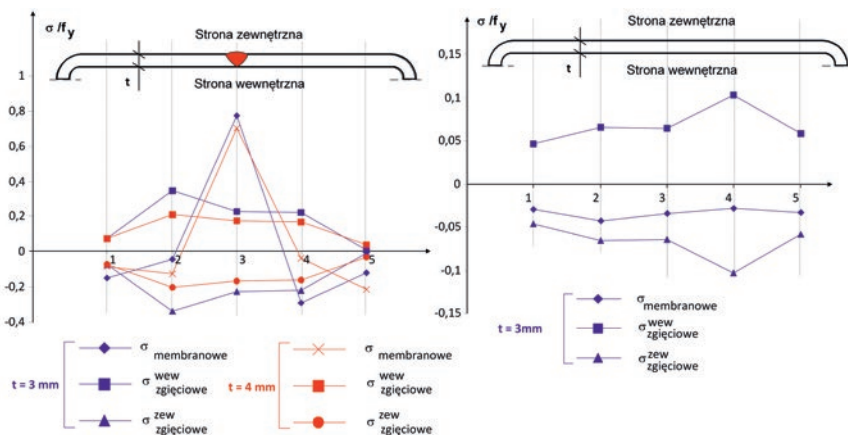 σ /fy
Strona zewnętrzna
t
Strona wewnętrzna
1
0,8
0,6
0,4
0,2
0
-0,2
-0,4
1
2
3
4
5
t = 3 mm
σ membranowe
σ wew zgięciowe
σ zew zgięciowe
t = 4 mm
σ membranowe
σ wew zgięciowe
σ zew zgięciowe
σ /fy
Strona zewnętrzna
t
Strona wewnętrzna
0,15
0,1
0,05
0
-0,05
-0,1
-0,15
1
2
3
4
5
t = 3mm
σ membranowe
σ wew zgięciowe
σ zew zgięciowe